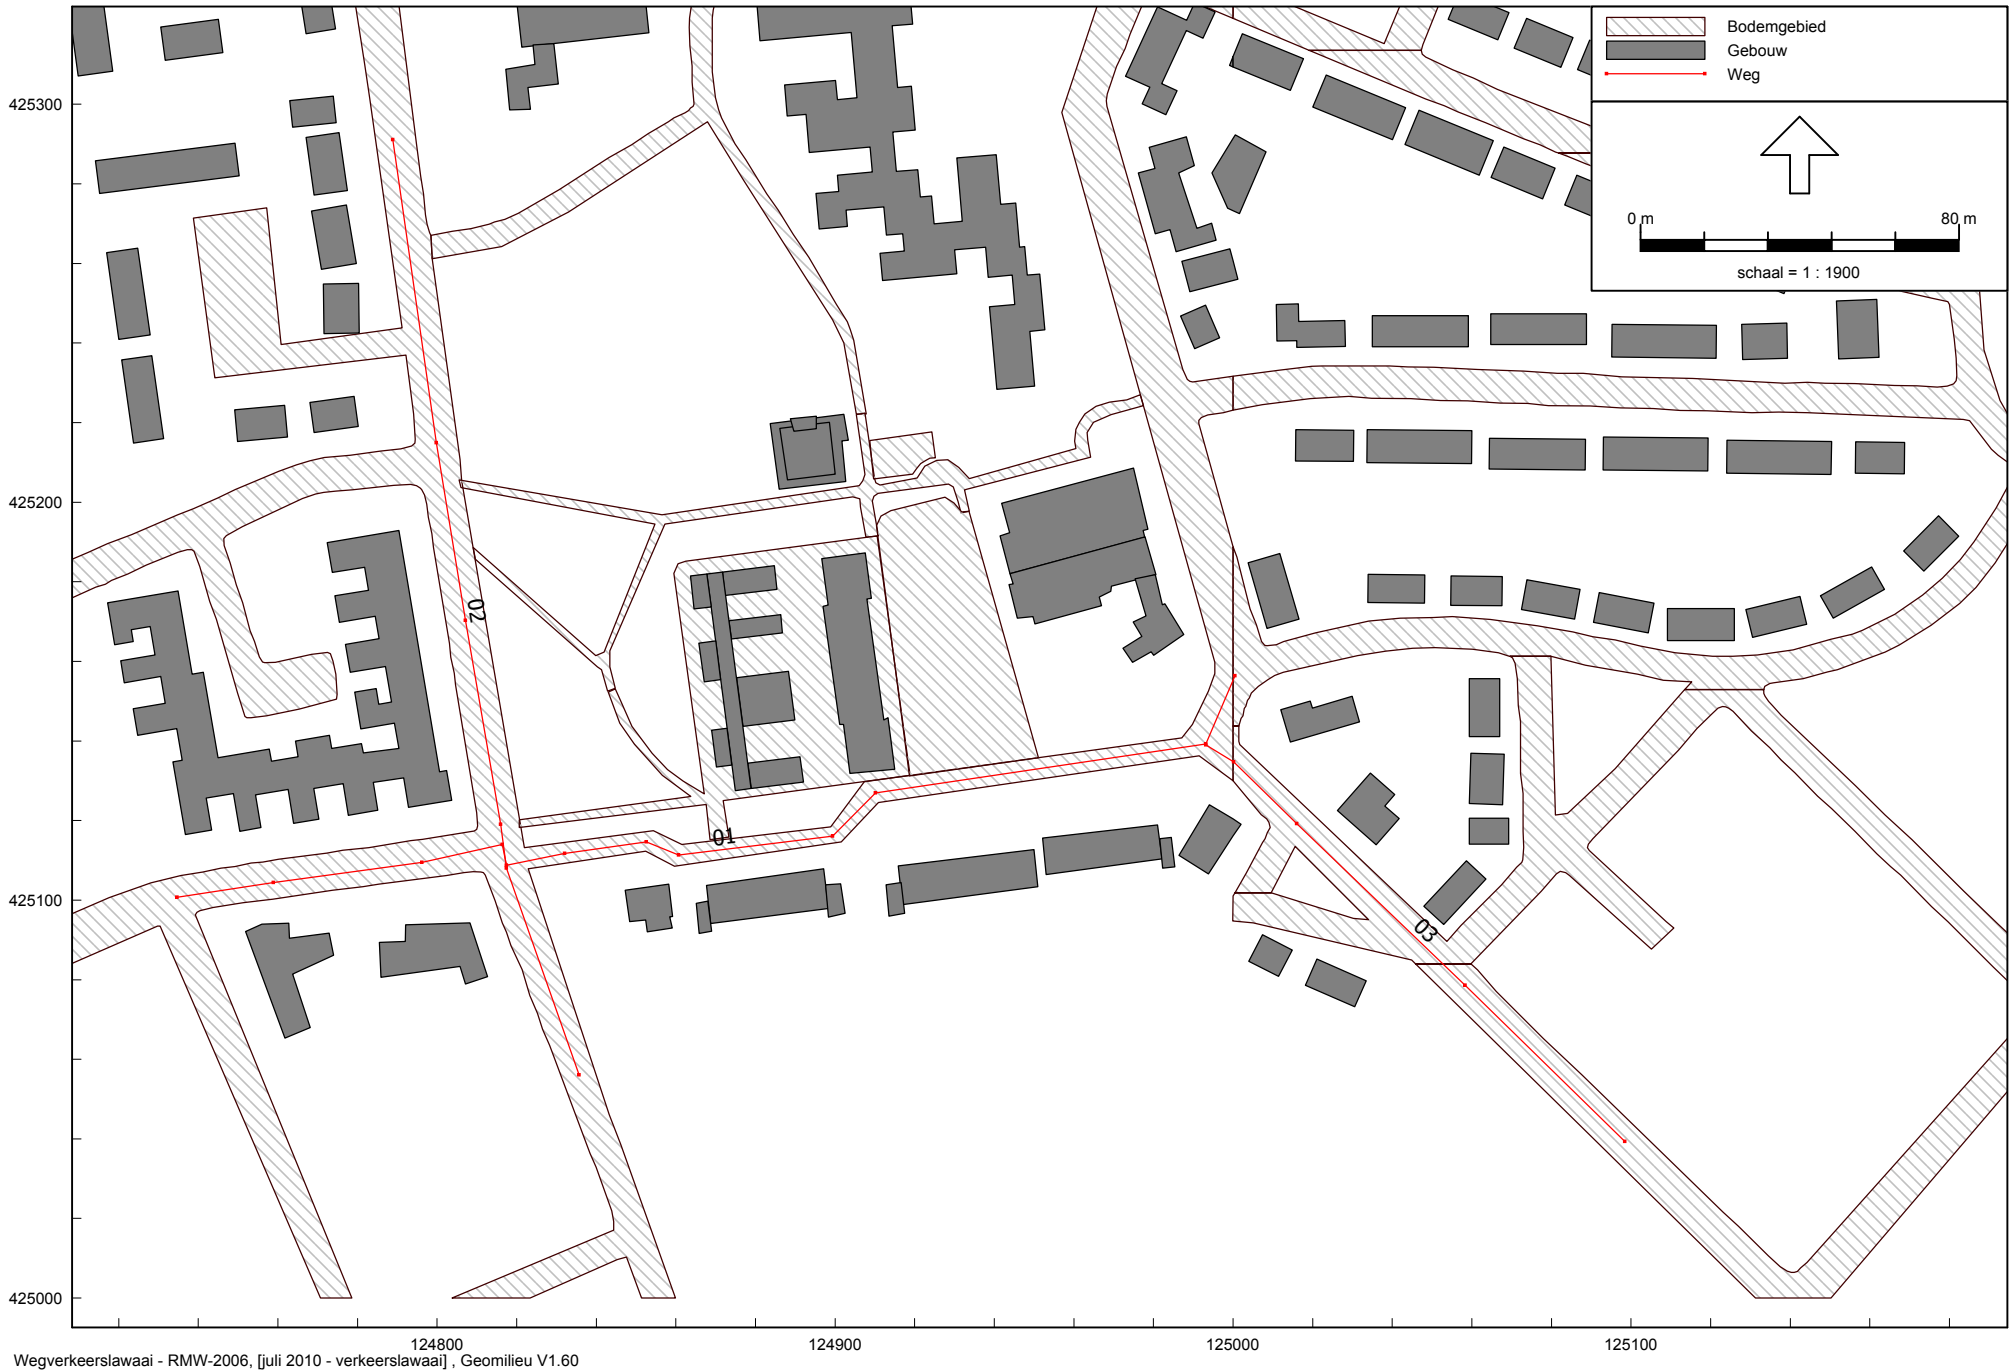 Bodemgebied
Gebouw
Weg
0 m 80 m
schaal = 1 : 1900
425300
425200
425100
425000
02
01
03
124800 124900 125000 125100
Wegverkeerslawaai - RMW-2006, [juli 2010 - verkeerslawaai] , Geomilieu V1.60